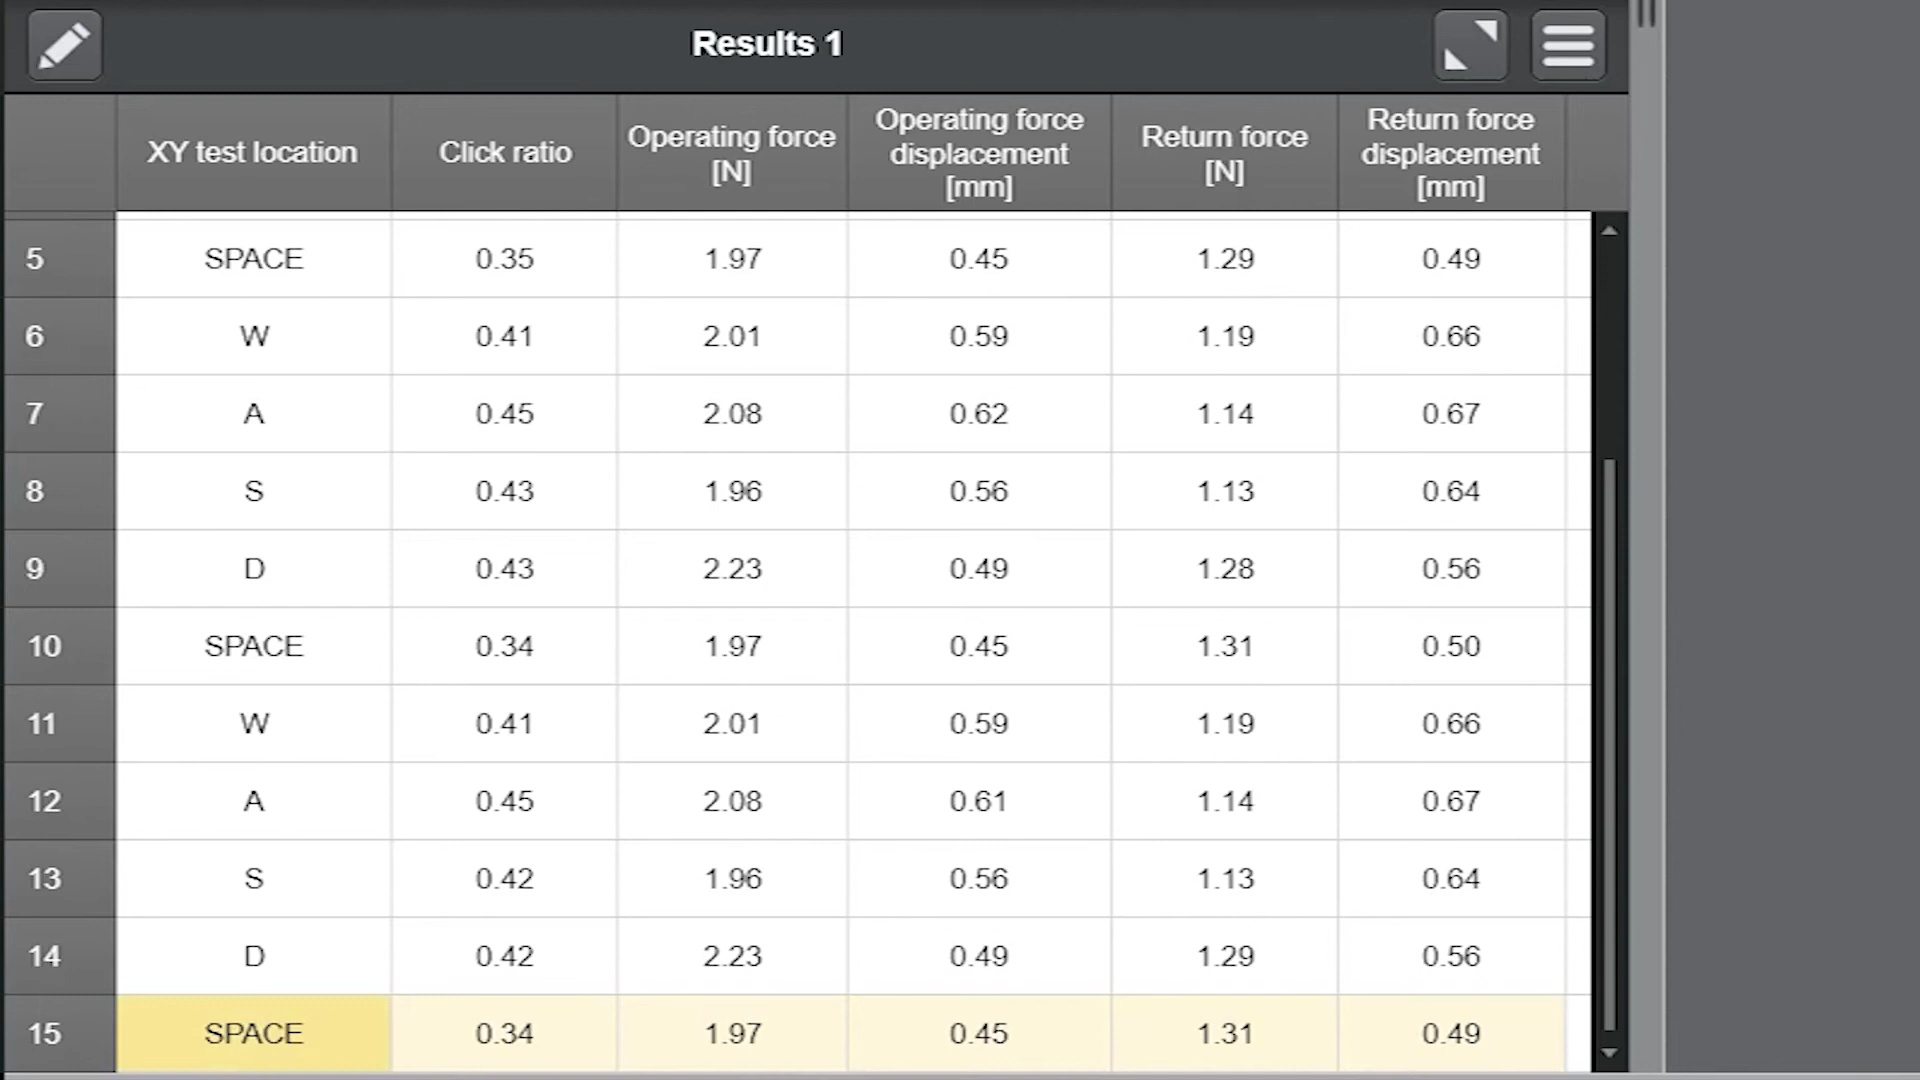 Results 1
XY test location Click ratio Operating force [N] Operating force displacement [mm] Return force [N] Return force displacement [mm]
5 SPACE 0.35 1.97 0.45 1.29 0.49
6 W 0.41 2.01 0.59 1.19 0.66
7 A 0.45 2.08 0.62 1.14 0.67
8 S 0.43 1.96 0.56 1.13 0.64
9 D 0.43 2.23 0.49 1.28 0.56
10 SPACE 0.34 1.97 0.45 1.31 0.50
11 W 0.41 2.01 0.59 1.19 0.66
12 A 0.45 2.08 0.61 1.14 0.67
13 S 0.42 1.96 0.56 1.13 0.64
14 D 0.42 2.23 0.49 1.29 0.56
15 SPACE 0.34 1.97 0.45 1.31 0.49